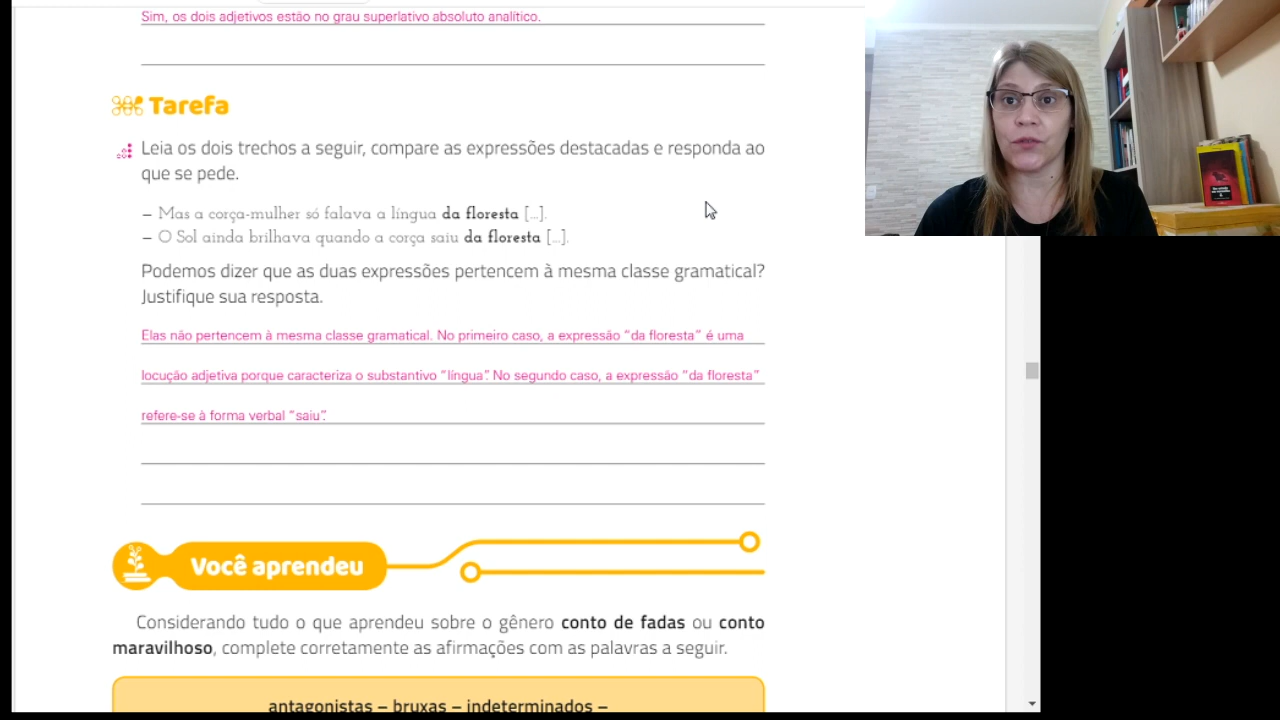 Sim, os dois adjetivos estão no grau superlativo absoluto analítico.
Tarefa
Leia os dois trechos a seguir, compare as expressões destacadas e responda ao
que se pede.
– Mas a corça-mulher só falava a língua da floresta [...].
– O Sol ainda brilhava quando a corça saiu da floresta [...].
Podemos dizer que as duas expressões pertencem à mesma classe gramatical?
Justifique sua resposta.
Elas não pertencem à mesma classe gramatical. No primeiro caso, a expressão “da floresta” é uma
locução adjetiva porque caracteriza o substantivo “língua”. No segundo caso, a expressão “da floresta”
refere-se à forma verbal “saiu”.
Você aprendeu
Considerando tudo o que aprendeu sobre o gênero conto de fadas ou conto
maravilhoso, complete corretamente as afirmações com as palavras a seguir.
antagonistas – bruxas – indeterminados –